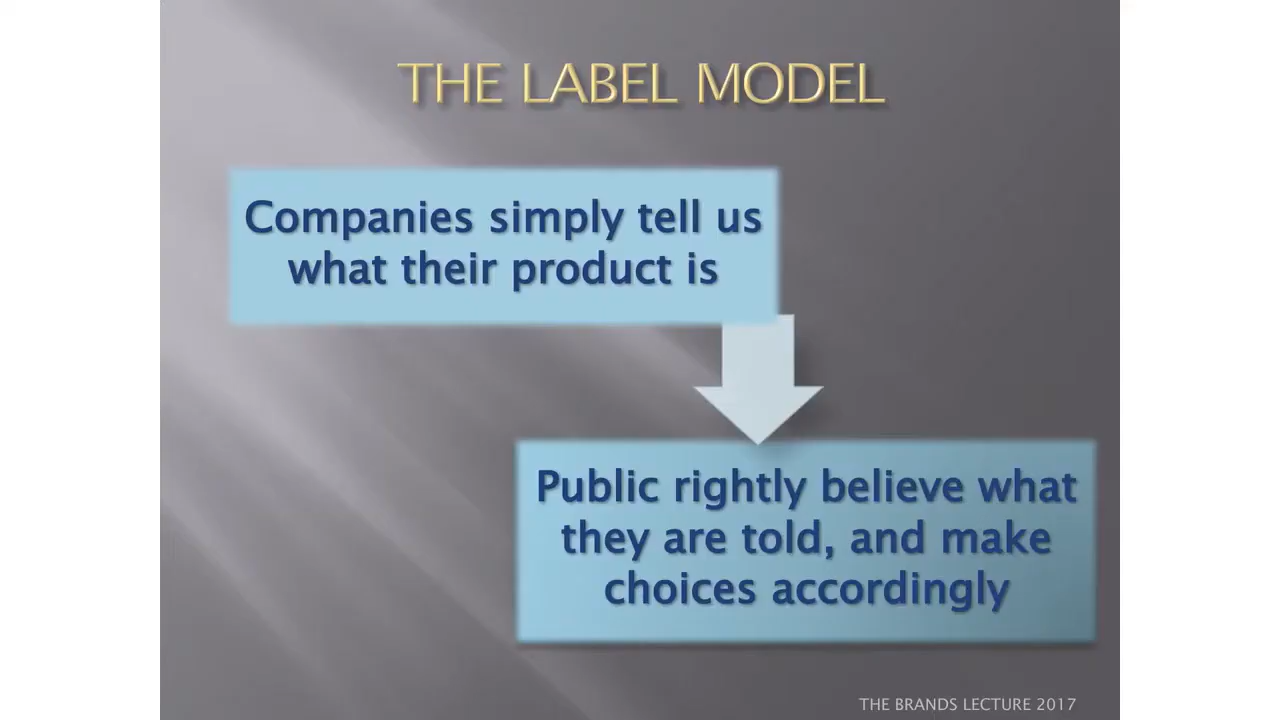 THE LABEL MODEL
Companies simply tell us
what their product is
Public rightly believe what
they are told, and make
choices accordingly
THE BRANDS LECTURE 2017